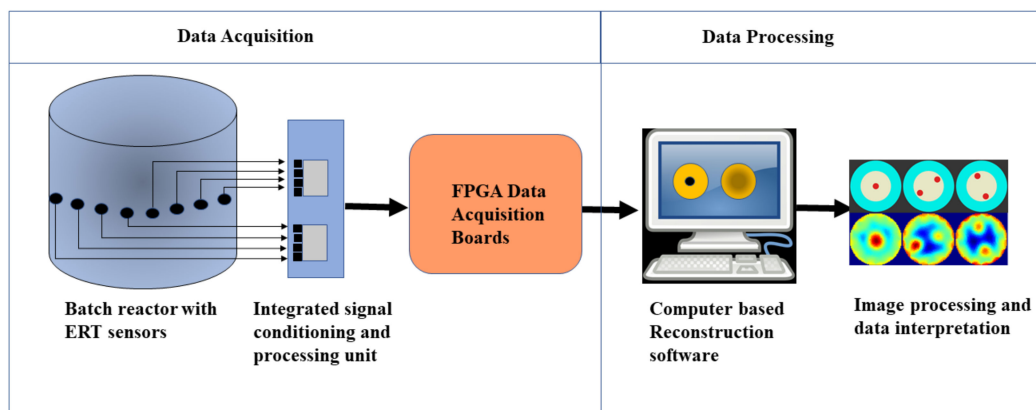 Data Acquisition
Data Processing
FPGA Data
Acquisition
Boards
Batch reactor with
ERT sensors
Integrated signal
conditioning and
processing unit
Computer based
Reconstruction
software
Image processing and
data interpretation